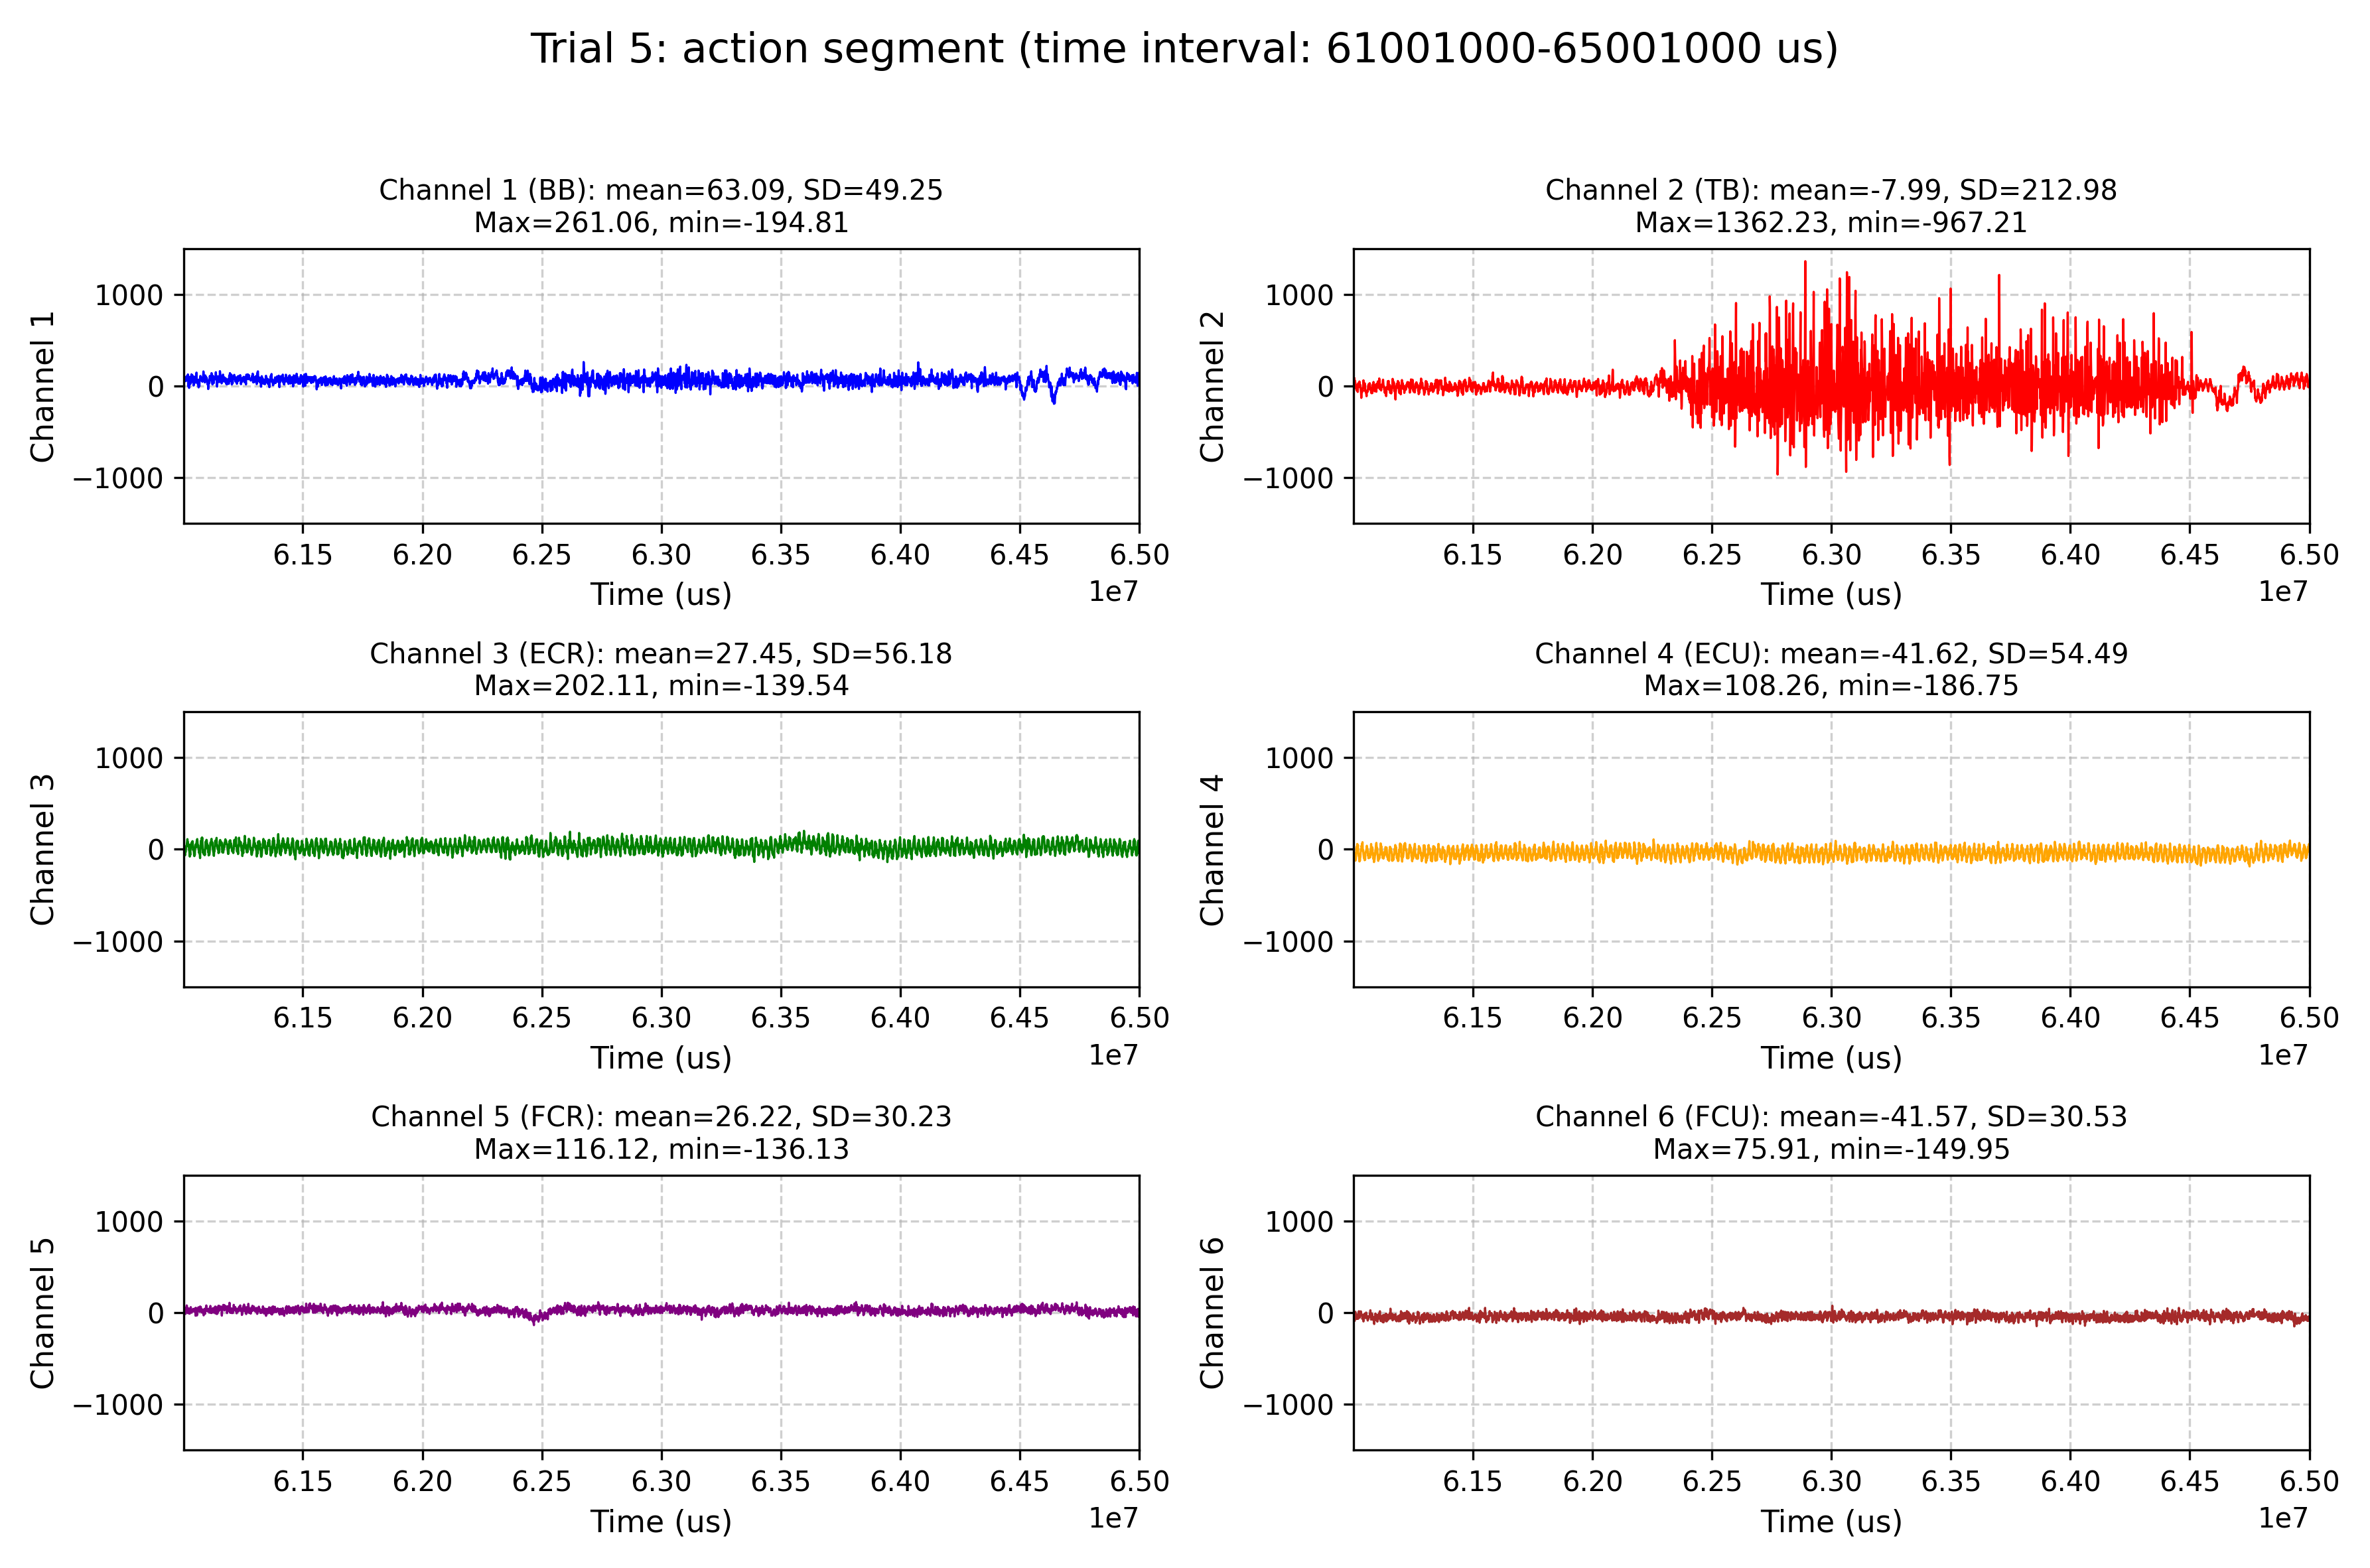 Trial 5: action segment (time interval: 61001000-65001000 us)
Channel 1 (BB): mean=63.09, SD=49.25
Max=261.06, min=-194.81
Channel 1
1000
0
−1000
6.15 6.20 6.25 6.30 6.35 6.40 6.45 6.50
Time (us)
1e7
Channel 2 (TB): mean=-7.99, SD=212.98
Max=1362.23, min=-967.21
Channel 2
1000
0
−1000
6.15 6.20 6.25 6.30 6.35 6.40 6.45 6.50
Time (us)
1e7
Channel 3 (ECR): mean=27.45, SD=56.18
Max=202.11, min=-139.54
Channel 3
1000
0
−1000
6.15 6.20 6.25 6.30 6.35 6.40 6.45 6.50
Time (us)
1e7
Channel 4 (ECU): mean=-41.62, SD=54.49
Max=108.26, min=-186.75
Channel 4
1000
0
−1000
6.15 6.20 6.25 6.30 6.35 6.40 6.45 6.50
Time (us)
1e7
Channel 5 (FCR): mean=26.22, SD=30.23
Max=116.12, min=-136.13
Channel 5
1000
0
−1000
6.15 6.20 6.25 6.30 6.35 6.40 6.45 6.50
Time (us)
1e7
Channel 6 (FCU): mean=-41.57, SD=30.53
Max=75.91, min=-149.95
Channel 6
1000
0
−1000
6.15 6.20 6.25 6.30 6.35 6.40 6.45 6.50
Time (us)
1e7